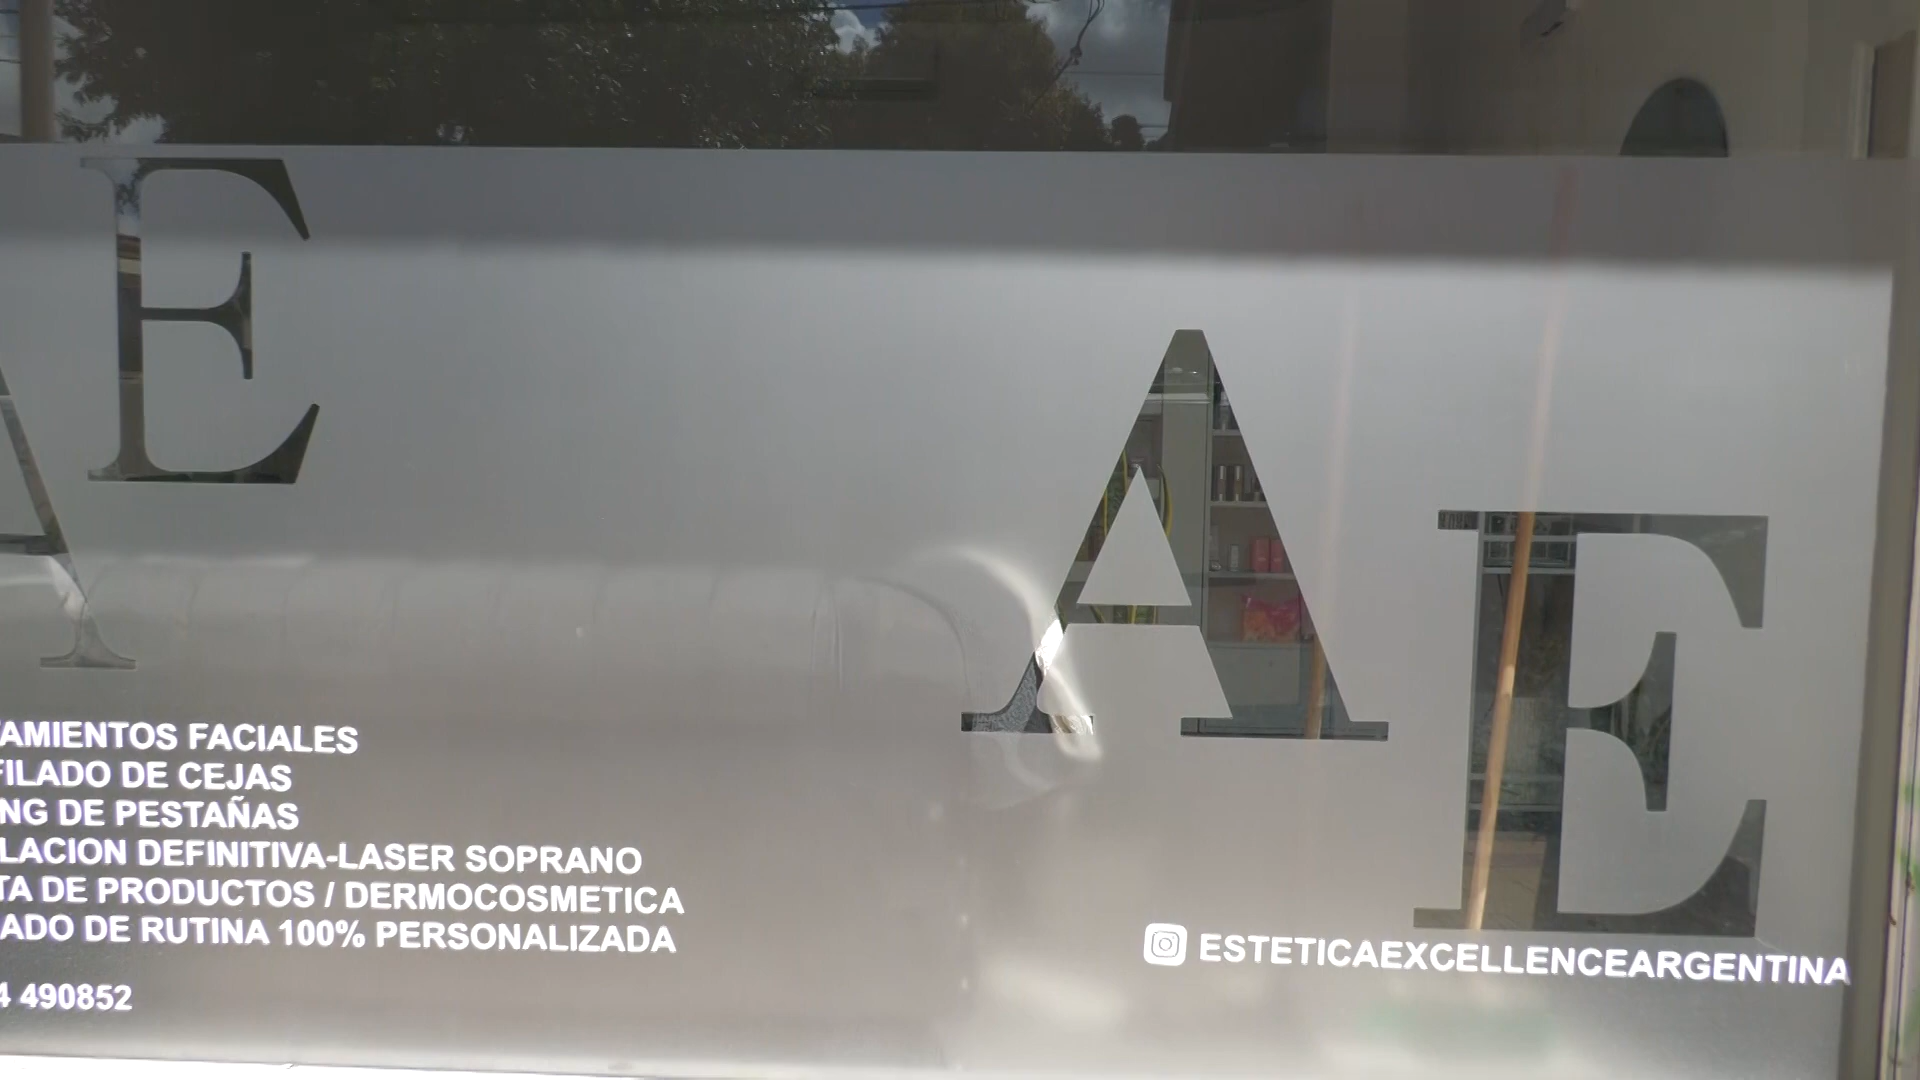 A E
A E
TAMIENTOS FACIALES
FILADO DE CEJAS
NG DE PESTAÑAS
LACION DEFINITIVA-LASER SOPRANO
TA DE PRODUCTOS / DERMOCOSMETICA
ADO DE RUTINA 100% PERSONALIZADA
4 490852
ESTETICAEXCELLENCEARGENTINA